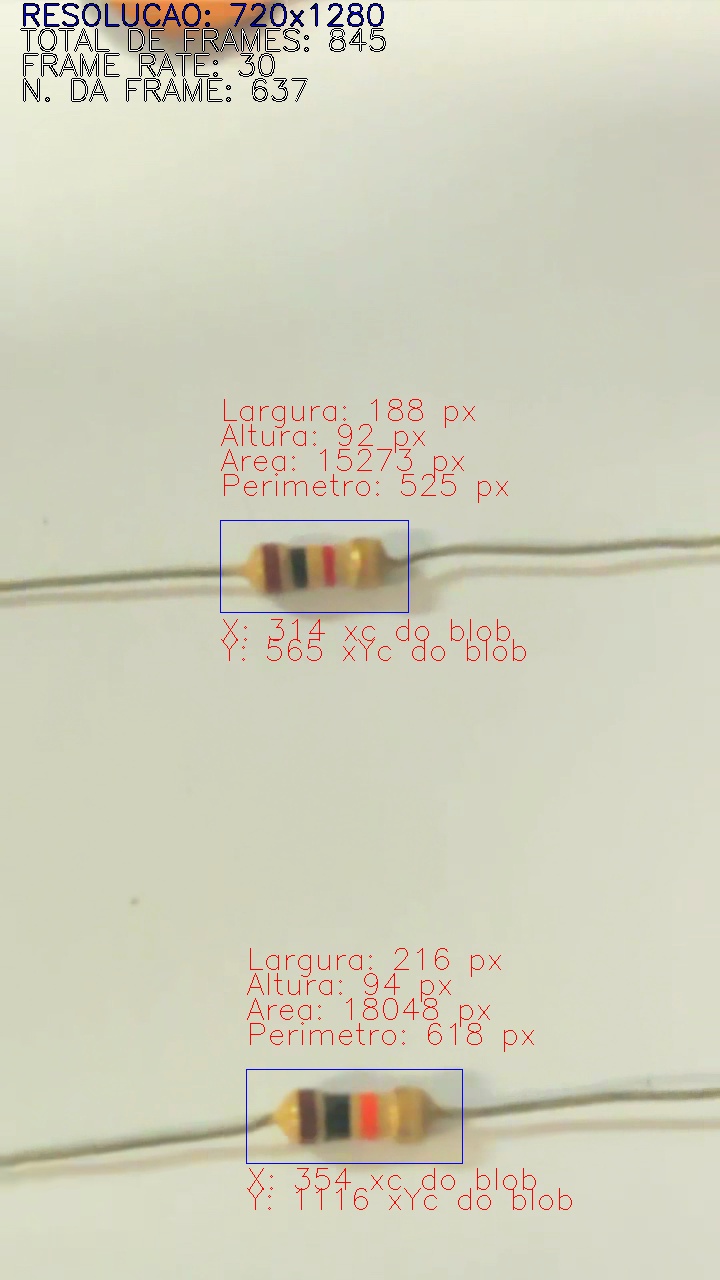 RESOLUCAO: 720x1280
TOTAL DE FRAMES: 845
FRAME RATE: 30
N. DA FRAME: 637
Largura: 188 px
Altura: 92 px
Area: 15273 px
Perimetro: 525 px
X: 314 xc do blob
Y: 565 xYc do blob
Largura: 216 px
Altura: 94 px
Area: 18048 px
Perimetro: 618 px
X: 354 xc do blob
Y: 1116 xYc do blob